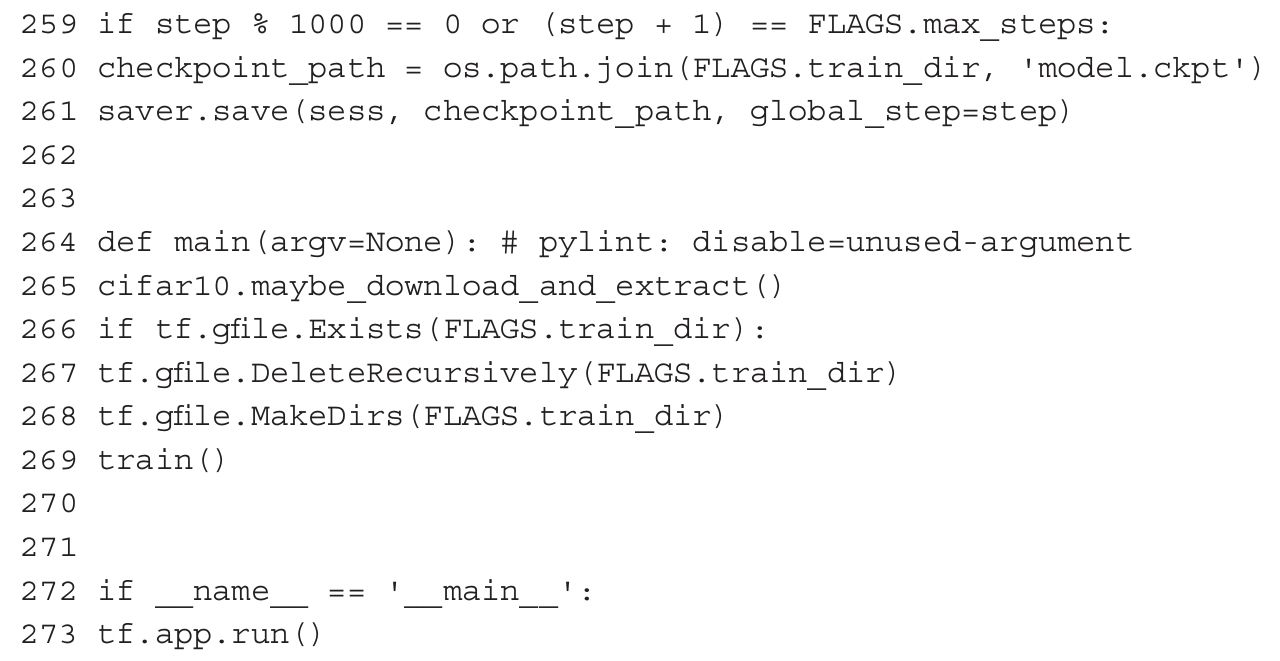 259 if step % 1000 == 0 or (step + 1) == FLAGS.max_steps:
260 checkpoint_path = os.path.join(FLAGS.train_dir, 'model.ckpt')
261 saver.save(sess, checkpoint_path, global_step=step)
262
263
264 def main(argv=None): # pylint: disable=unused-argument
265 cifar10.maybe_download_and_extract()
266 if tf.gfile.Exists(FLAGS.train_dir):
267 tf.gfile.DeleteRecursively(FLAGS.train_dir)
268 tf.gfile.MakeDirs(FLAGS.train_dir)
269 train()
270
271
272 if __name__ == '__main__':
273 tf.app.run()